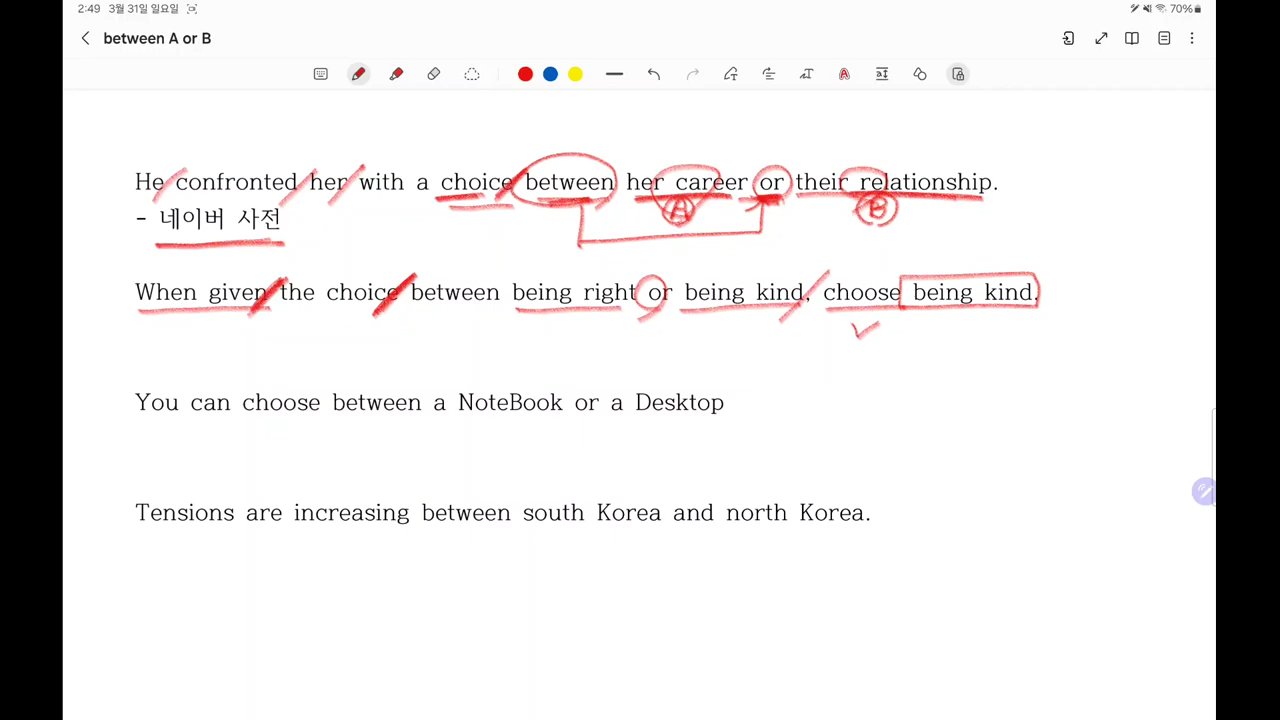 2:49 3월 31일 일요일 70%
between A or B
He confronted her with a choice between her career or their relationship.
A B
- 네이버 사전
When given the choice between being right or being kind, choose being kind.
You can choose between a NoteBook or a Desktop
Tensions are increasing between south Korea and north Korea.